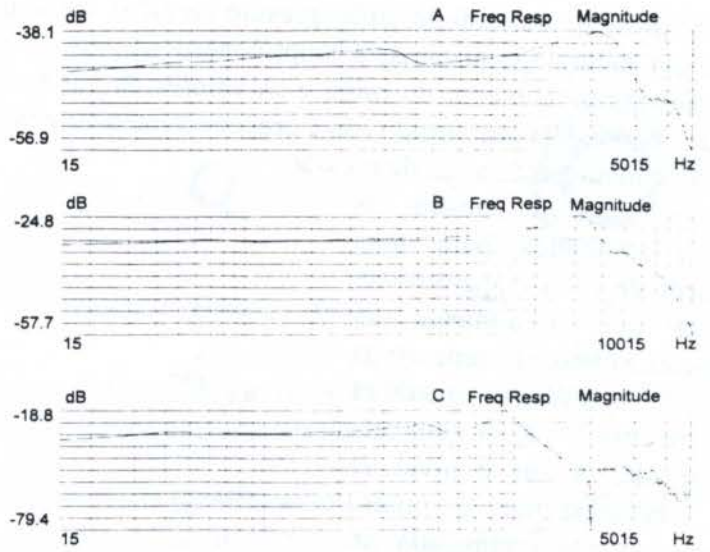 dB A Freq Resp Magnitude
-38.1
-56.9
15 5015 Hz
dB B Freq Resp Magnitude
-24.8
-57.7
15 10015 Hz
dB C Freq Resp Magnitude
-18.8
-79.4
15 5015 Hz